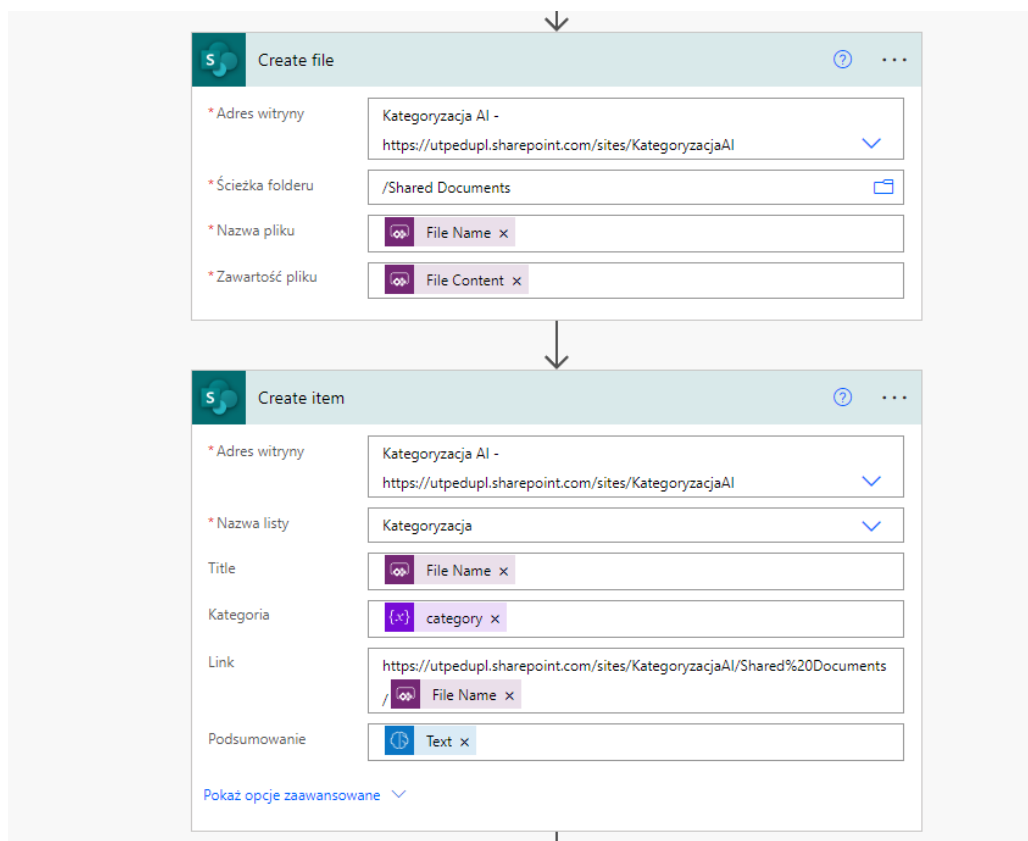 Create file
* Adres witryny
Kategoryzacja AI -
https://utpedupl.sharepoint.com/sites/KategoryzacjaAI
* Ścieżka folderu
/Shared Documents
* Nazwa pliku
File Name ×
* Zawartość pliku
File Content ×
Create item
* Adres witryny
Kategoryzacja AI -
https://utpedupl.sharepoint.com/sites/KategoryzacjaAI
* Nazwa listy
Kategoryzacja
Title
File Name ×
Kategoria
{x} category ×
Link
https://utpedupl.sharepoint.com/sites/KategoryzacjaAI/Shared%20Documents
/ File Name ×
Podsumowanie
Text ×
Pokaż opcje zaawansowane